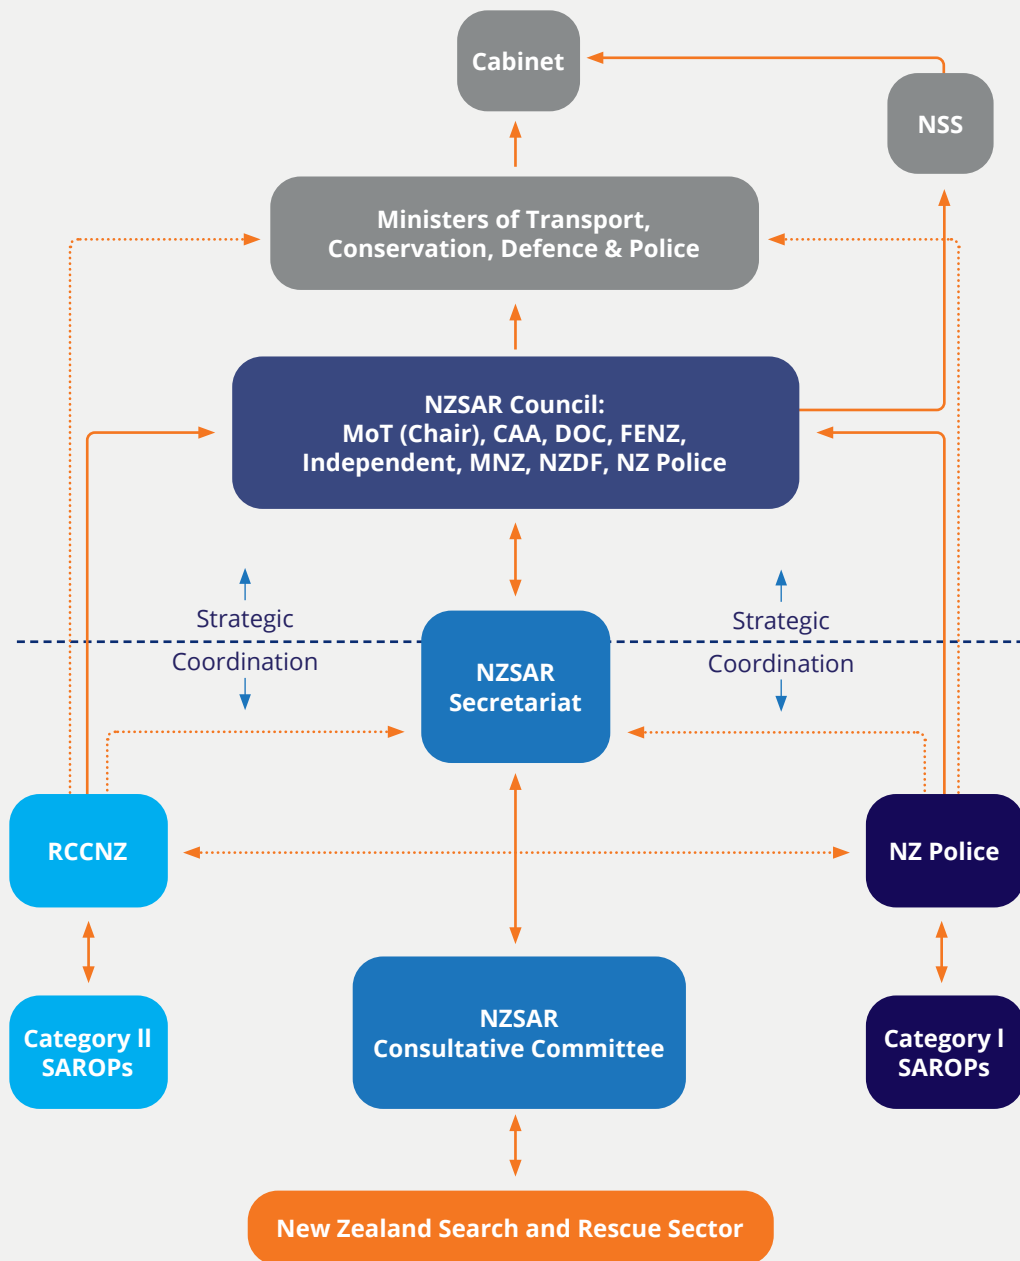 Cabinet
NSS
Ministers of Transport,
Conservation, Defence & Police
NZSAR Council:
MoT (Chair), CAA, DOC, FENZ,
Independent, MNZ, NZDF, NZ Police
Strategic
Coordination
Strategic
Coordination
NZSAR
Secretariat
RCCNZ
NZ Police
Category ll
SAROPs
NZSAR
Consultative Committee
Category l
SAROPs
New Zealand Search and Rescue Sector